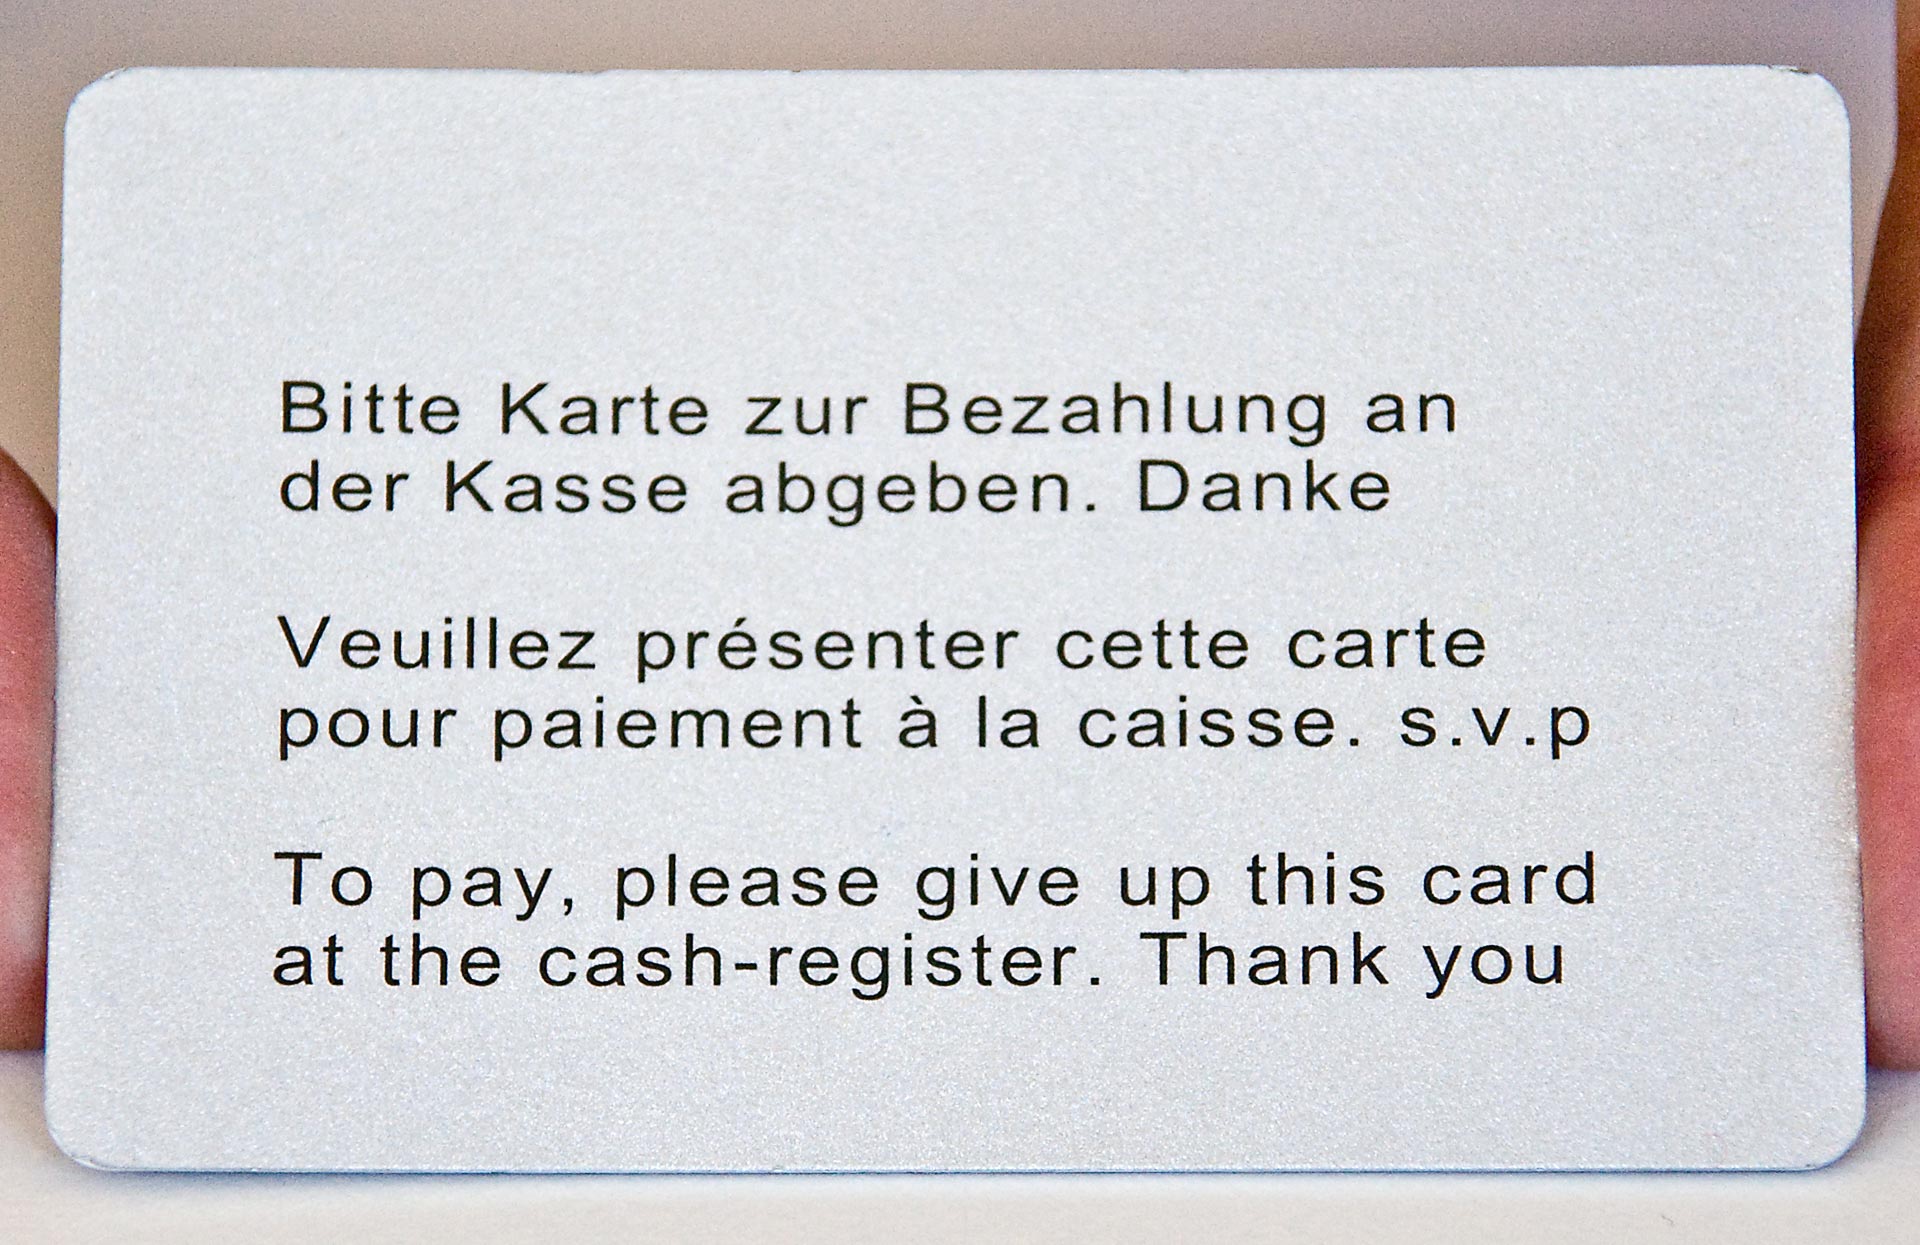 Bitte Karte zur Bezahlung an
der Kasse abgeben. Danke
Veuillez présenter cette carte
pour paiement à la caisse. s.v.p
To pay, please give up this card
at the cash-register. Thank you